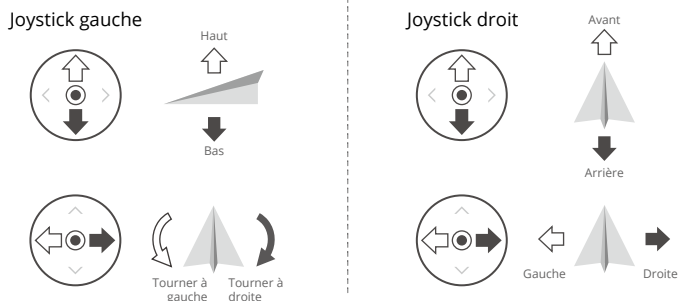 Joystick gauche
Haut
Bas
Tourner à
gauche
Tourner à
droite
Joystick droit
Avant
Arrière
Gauche
Droite